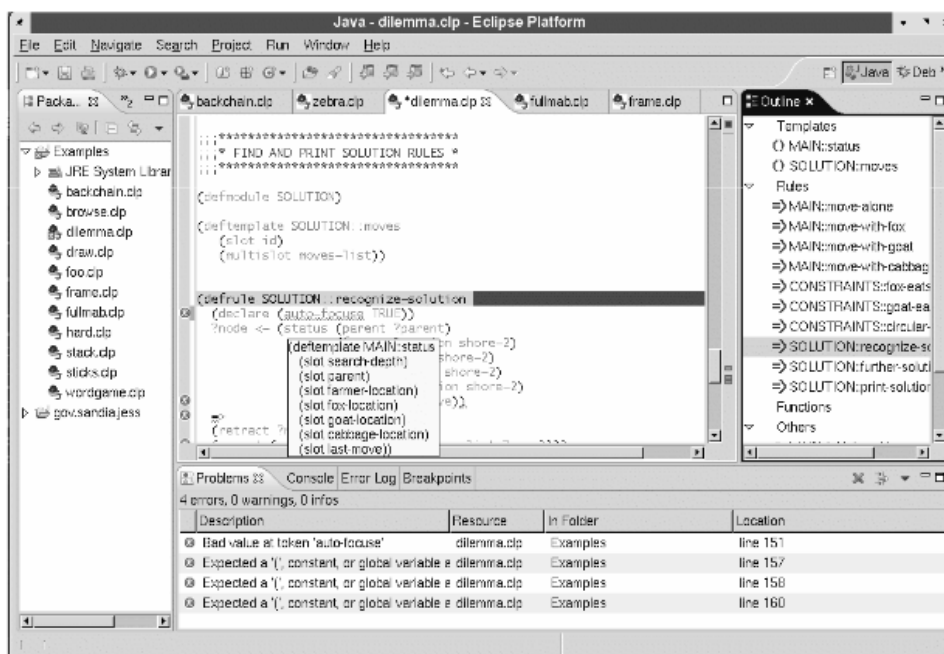 Java - dilemma.clp - Eclipse Platform
File Edit Navigate Search Project Run Window Help
Java Deb
Packa..
2
backchain.clp zebra.clp *dilemma.clp fullmab.clp frame.clp
Outline
Examples
JRE System Librar
backchain.clp
browse.clp
dilemma.clp
draw.clp
foo.clp
frame.clp
fullmab.clp
hard.clp
stack.clp
sticks.clp
wordgame.clp
gov.sandia.jess
;;;********************************
;;;* FIND AND PRINT SOLUTION RULES *
;;;********************************
(defmodule SOLUTION)
(deftemplate SOLUTION::moves
(slot id)
(multislot moves-list))
(defrule SOLUTION::recognize-solution
(declare (auto-focuse TRUE))
?node <- (status (parent ?parent)
on shore-2)
shore-2)
shore-2)
on shore-2)
=>
(retract
(deftemplate MAIN::status
(slot search-depth)
(slot parent)
(slot farmer-location)
(slot fox-location)
(slot goat-location)
(slot cabbage-location)
(slot last-move))
Templates
() MAIN::status
() SOLUTION::moves
Rules
=> MAIN::move-alone
=> MAIN::move-with-fox
=> MAIN::move-with-goat
=> MAIN::move-with-cabbag
=> CONSTRAINTS::fox-eats
=> CONSTRAINTS::goat-ea
=> CONSTRAINTS::circular-
=> SOLUTION::recognize-so
=> SOLUTION::further-soluti
=> SOLUTION::print-solution
Functions
Others
Problems Console Error Log Breakpoints
4 errors, 0 warnings, 0 infos
Description Resource In Folder Location
Bad value at token 'auto-focuse' dilemma.clp Examples line 151
Expected a '(', constant, or global variable a dilemma.clp Examples line 157
Expected a '(', constant, or global variable a dilemma.clp Examples line 158
Expected a '(', constant, or global variable a dilemma.clp Examples line 160